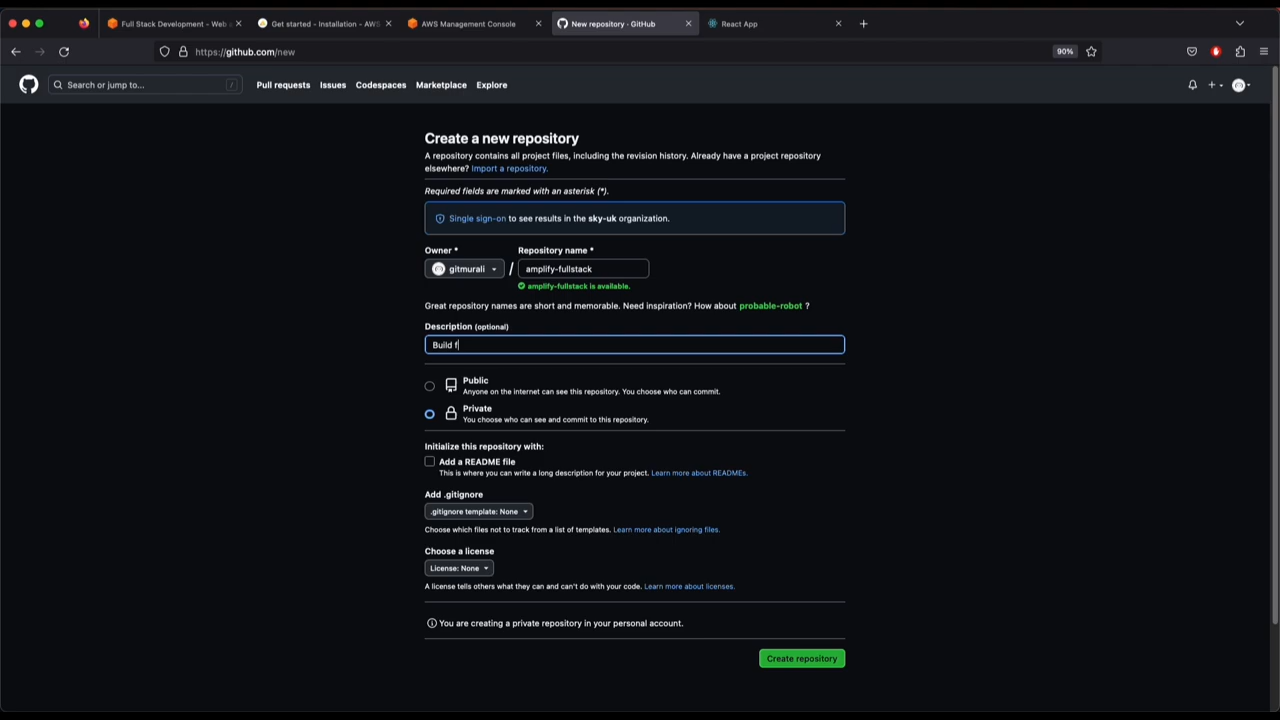 Full Stack Development - Web a
Get started - Installation - AWS
AWS Management Console
New repository · GitHub
React App
https://github.com/new
90%
Search or jump to...
/
Pull requests
Issues
Codespaces
Marketplace
Explore
Create a new repository
A repository contains all project files, including the revision history. Already have a project repository
elsewhere? Import a repository.
Required fields are marked with an asterisk (*).
Single sign-on to see results in the sky-uk organization.
Owner *
Repository name *
gitmurali
/
amplify-fullstack
amplify-fullstack is available.
Great repository names are short and memorable. Need inspiration? How about probable-robot ?
Description (optional)
Build f
Public
Anyone on the internet can see this repository. You choose who can commit.
Private
You choose who can see and commit to this repository.
Initialize this repository with:
Add a README file
This is where you can write a long description for your project. Learn more about READMEs.
Add .gitignore
.gitignore template: None
Choose which files not to track from a list of templates. Learn more about ignoring files.
Choose a license
License: None
A license tells others what they can and can't do with your code. Learn more about licenses.
You are creating a private repository in your personal account.
Create repository